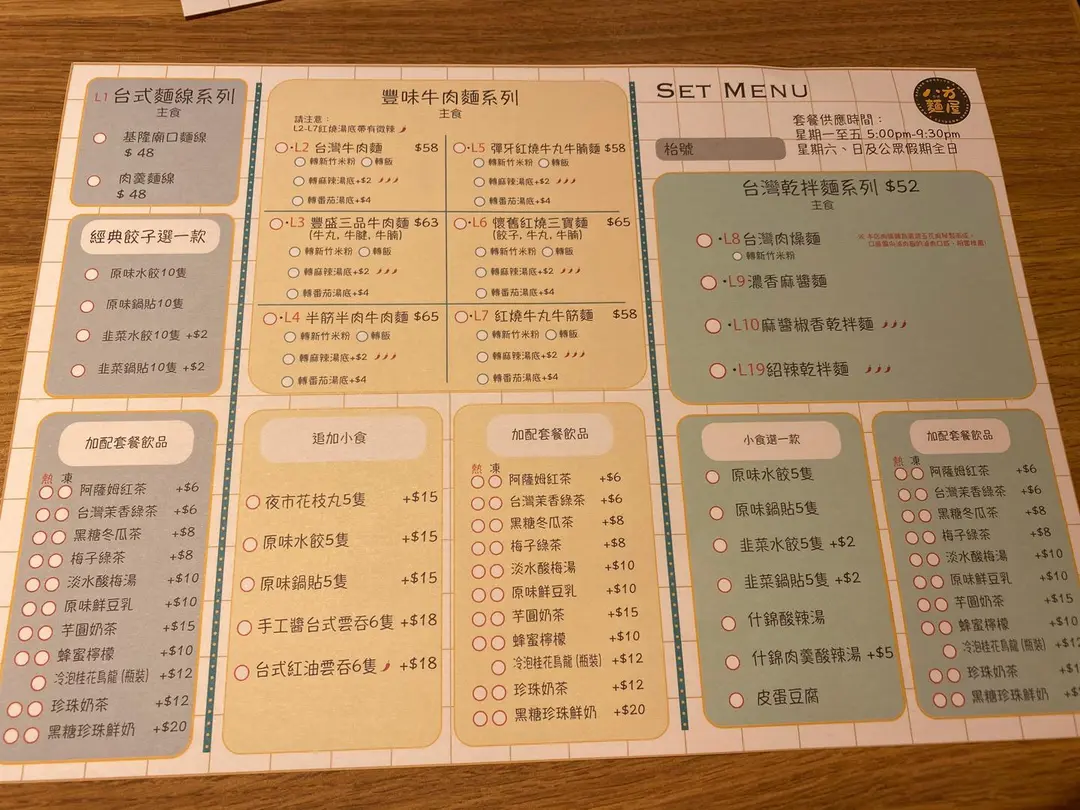 L1 台式麵線系列
主食
基隆廟口麵線
$ 48
肉羹麵線
$ 48
經典餃子選一款
原味水餃10隻
原味鍋貼10隻
韭菜水餃10隻 +$2
韭菜鍋貼10隻 +$2
加配套餐飲品
熱 凍
阿薩姆紅茶 +$6
台灣茉香綠茶 +$6
黑糖冬瓜茶 +$8
梅子綠茶 +$8
淡水酸梅湯 +$10
原味鮮豆乳 +$10
芋圓奶茶 +$15
蜂蜜檸檬 +$10
冷泡桂花烏龍 (瓶裝) +$12
珍珠奶茶 +$12
黑糖珍珠鮮奶 +$20
豐味牛肉麵系列
主食
請注意：
L2-L7紅燒湯底帶有微辣
L2 台灣牛肉麵 $58
轉新竹米粉 轉飯
轉麻辣湯底+$2
轉番茄湯底+$4
L3 豐盛三品牛肉麵 $63
(牛丸, 牛腱, 牛腩)
轉新竹米粉 轉飯
轉麻辣湯底+$2
轉番茄湯底+$4
L4 半筋半肉牛肉麵 $65
轉新竹米粉 轉飯
轉麻辣湯底+$2
轉番茄湯底+$4
L5 彈牙紅燒牛丸牛腩麵 $58
轉新竹米粉 轉飯
轉麻辣湯底+$2
轉番茄湯底+$4
L6 懷舊紅燒三寶麵 $65
(餃子, 牛丸, 牛腩)
轉新竹米粉 轉飯
轉麻辣湯底+$2
轉番茄湯底+$4
L7 紅燒牛丸牛筋麵 $58
轉新竹米粉 轉飯
轉麻辣湯底+$2
轉番茄湯底+$4
追加小食
夜市花枝丸5隻 +$15
原味水餃5隻 +$15
原味鍋貼5隻 +$15
手工醬台式雲吞6隻 +$18
台式紅油雲吞6隻 +$18
加配套餐飲品
熱 凍
阿薩姆紅茶 +$6
台灣茉香綠茶 +$6
黑糖冬瓜茶 +$8
梅子綠茶 +$8
淡水酸梅湯 +$10
原味鮮豆乳 +$10
芋圓奶茶 +$15
蜂蜜檸檬 +$10
冷泡桂花烏龍 (瓶裝) +$12
珍珠奶茶 +$12
黑糖珍珠鮮奶 +$20
SET MENU
八方
麵屋
套餐供應時間：
星期一至五 5:00pm-9:30pm
星期六、日及公眾假期全日
枱號
台灣乾拌麵系列 $52
主食
L8台灣肉燥麵
轉新竹米粉
L9濃香麻醬麵
L10麻醬椒香乾拌麵
L19紹辣乾拌麵
小食選一款
原味水餃5隻
原味鍋貼5隻
韭菜水餃5隻 +$2
韭菜鍋貼5隻 +$2
什錦酸辣湯
什錦肉羹酸辣湯 +$5
皮蛋豆腐
加配套餐飲品
熱 凍
阿薩姆紅茶 +$6
台灣茉香綠茶 +$6
黑糖冬瓜茶 +$8
梅子綠茶 +$8
淡水酸梅湯 +$10
原味鮮豆乳 +$10
芋圓奶茶 +$15
蜂蜜檸檬 +$10
冷泡桂花烏龍 (瓶裝) +$12
珍珠奶茶 +$12
黑糖珍珠鮮奶